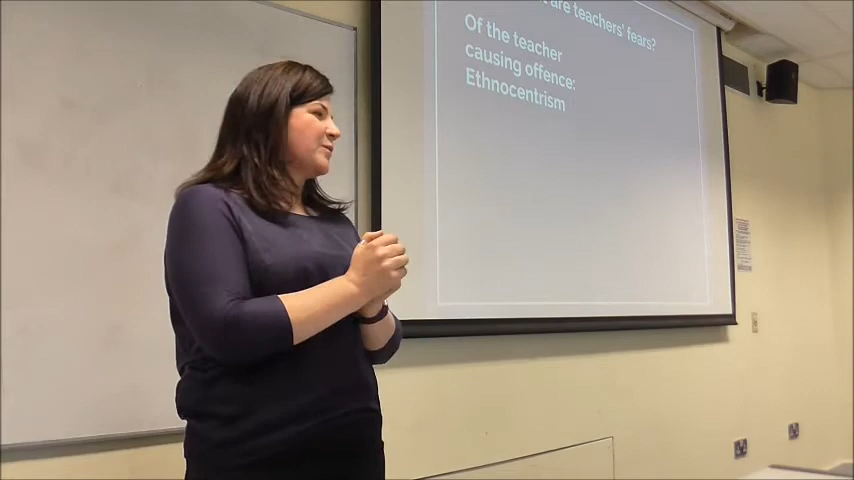 are teachers' fears?
Of the teacher
causing offence:
Ethnocentrism